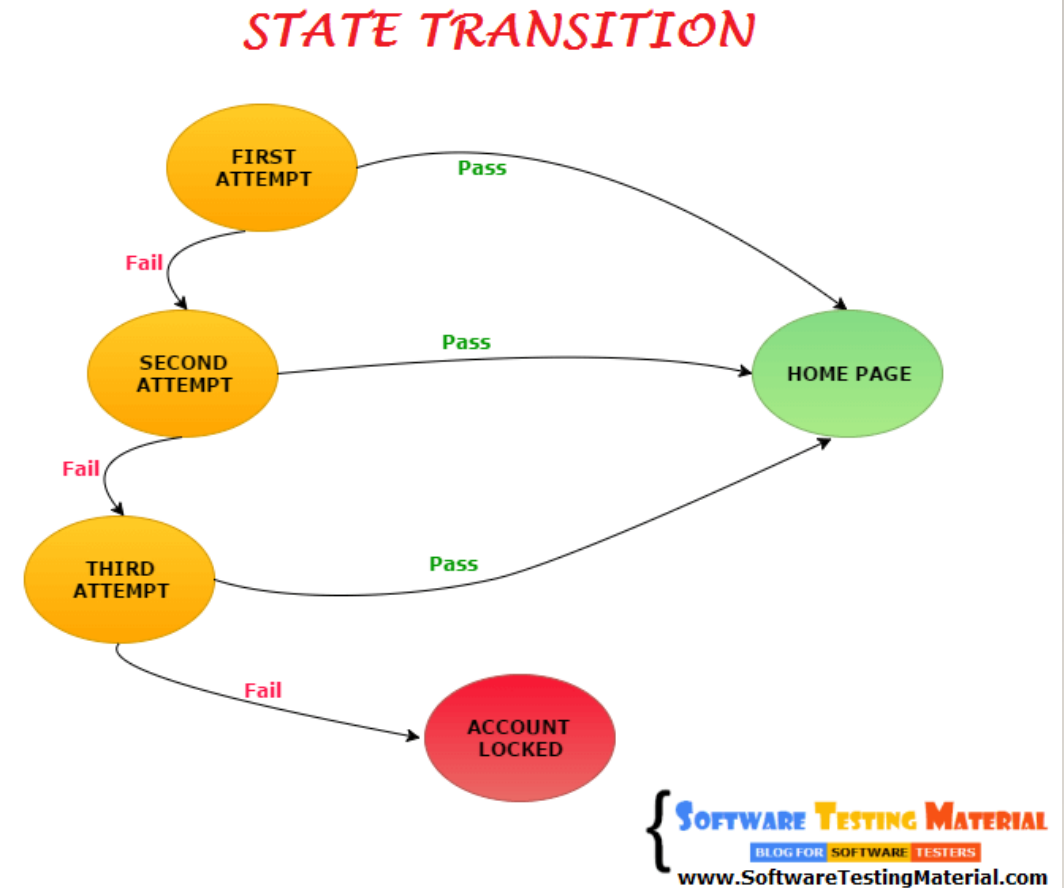 STATE TRANSITION
FIRST
ATTEMPT
Pass
Fail
SECOND
ATTEMPT
Pass
HOME PAGE
Fail
THIRD
ATTEMPT
Pass
Fail
ACCOUNT
LOCKED
SOFTWARE TESTING MATERIAL
BLOG FOR SOFTWARE TESTERS
www.SoftwareTestingMaterial.com